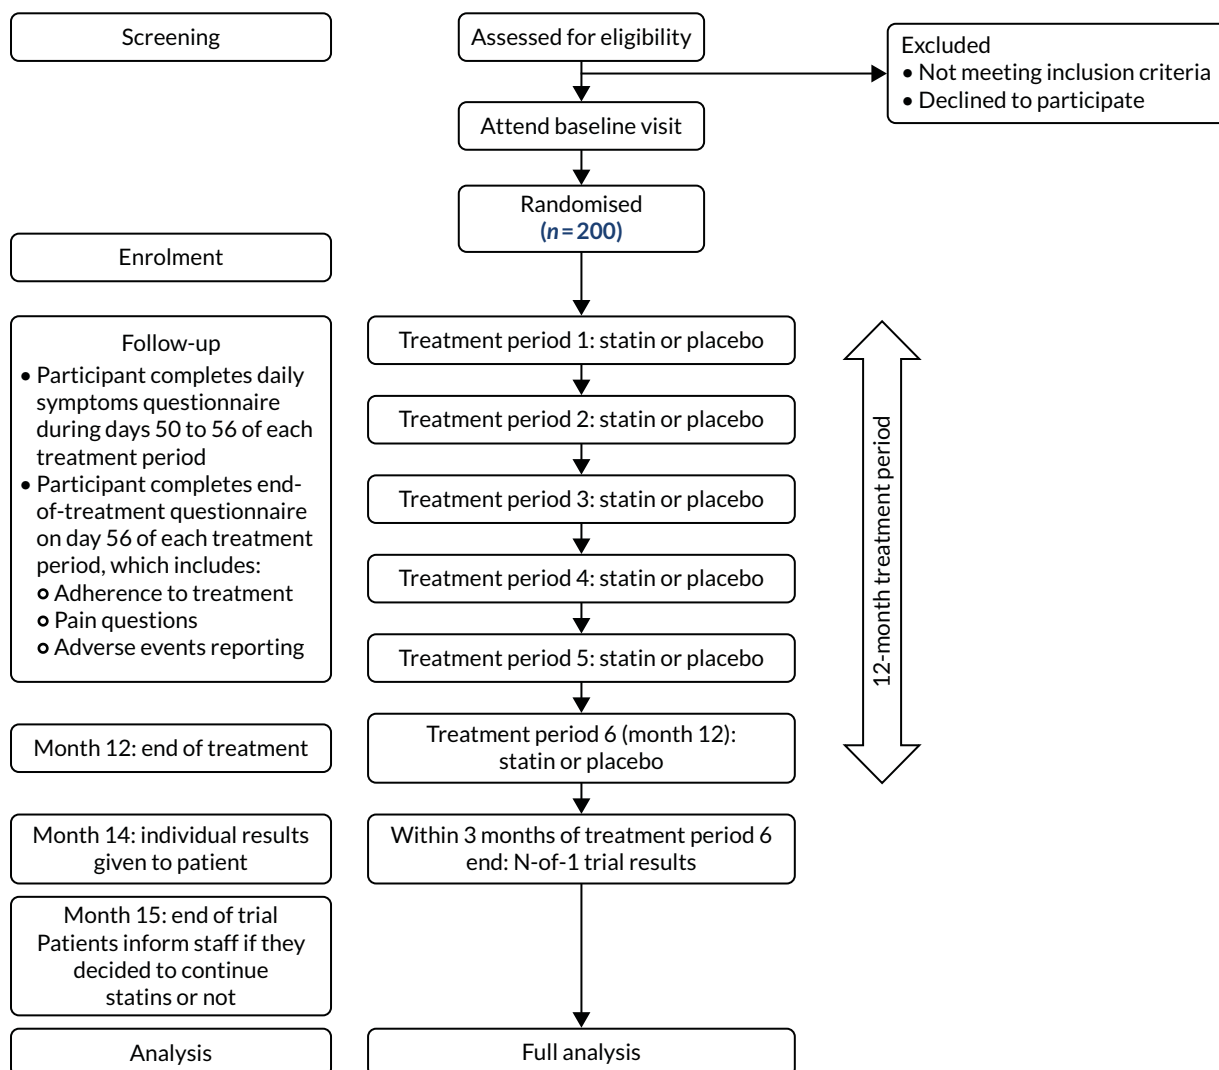 Screening
Assessed for eligibility
Excluded
• Not meeting inclusion criteria
• Declined to participate
Attend baseline visit
Randomised
(n = 200)
Enrolment
Follow-up
• Participant completes daily
symptoms questionnaire
during days 50 to 56 of each
treatment period
• Participant completes end-
of-treatment questionnaire
on day 56 of each treatment
period, which includes:
Adherence to treatment
Pain questions
Adverse events reporting
Treatment period 1: statin or placebo
Treatment period 2: statin or placebo
Treatment period 3: statin or placebo
Treatment period 4: statin or placebo
Treatment period 5: statin or placebo
12-month treatment period
Month 12: end of treatment
Treatment period 6 (month 12):
statin or placebo
Month 14: individual results
given to patient
Within 3 months of treatment period 6
end: N-of-1 trial results
Month 15: end of trial
Patients inform staff if they
decided to continue
statins or not
Analysis
Full analysis